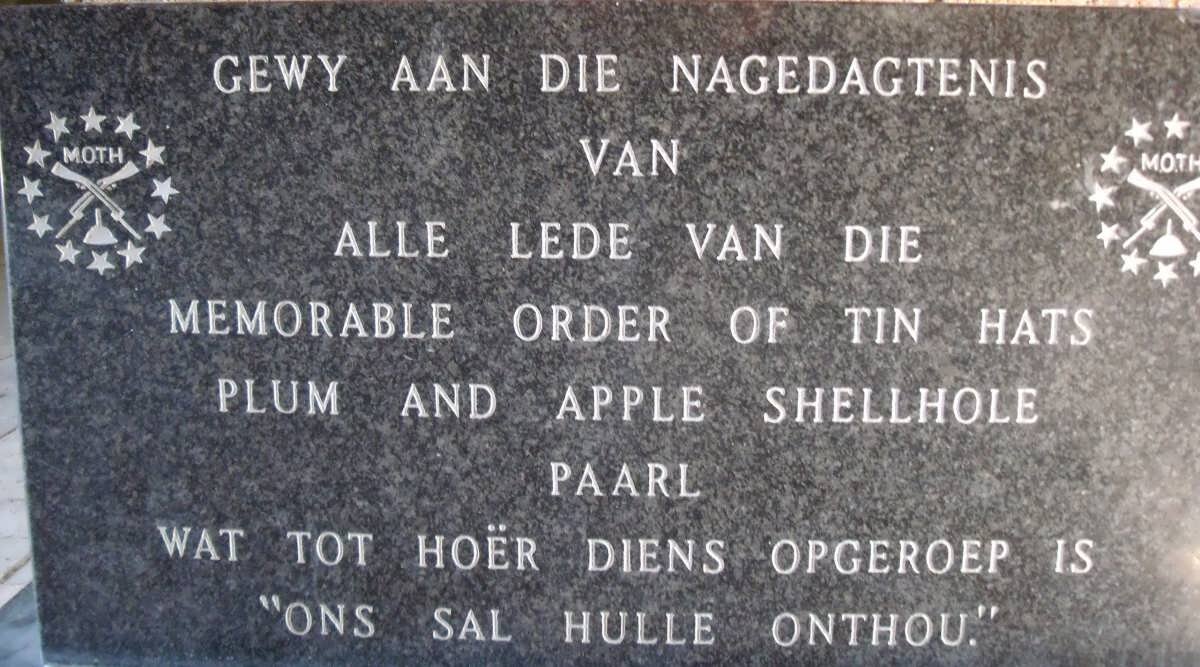 GEWY AAN DIE NAGEDAGTENIS
VAN
M.O.T.H
M.O.T.H
ALLE LEDE VAN DIE
MEMORABLE ORDER OF TIN HATS
PLUM AND APPLE SHELLHOLE
PAARL
WAT TOT HOËR DIENS OPGEROEP IS
"ONS SAL HULLE ONTHOU."